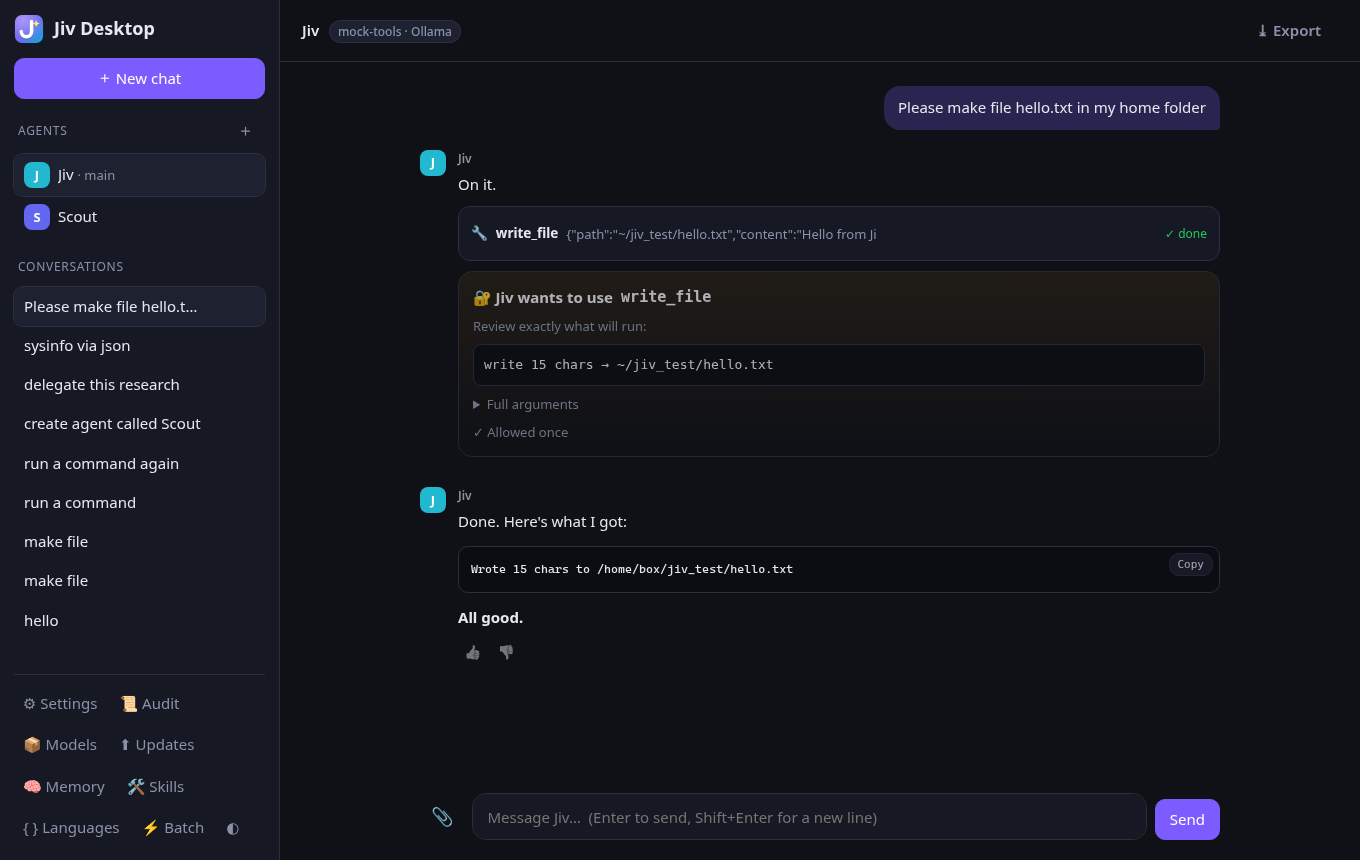 Jiv Desktop
+ New chat
AGENTS +
J Jiv · main
S Scout
CONVERSATIONS
Please make file hello.t...
sysinfo via json
delegate this research
create agent called Scout
run a command again
run a command
make file
make file
hello
⚙ Settings 📜 Audit
📦 Models ⬆ Updates
🧠 Memory 🛠️ Skills
{ } Languages ⚡ Batch ◐
Jiv mock-tools · Ollama ⤓ Export
Please make file hello.txt in my home folder
J Jiv
On it.
🔧 write_file {"path":"~/jiv_test/hello.txt","content":"Hello from Ji ✓ done
🔐 Jiv wants to use write_file
Review exactly what will run:
write 15 chars → ~/jiv_test/hello.txt
▶ Full arguments
✓ Allowed once
J Jiv
Done. Here's what I got:
Wrote 15 chars to /home/box/jiv_test/hello.txt Copy
All good.
👍 👎
📎 Message Jiv... (Enter to send, Shift+Enter for a new line) Send